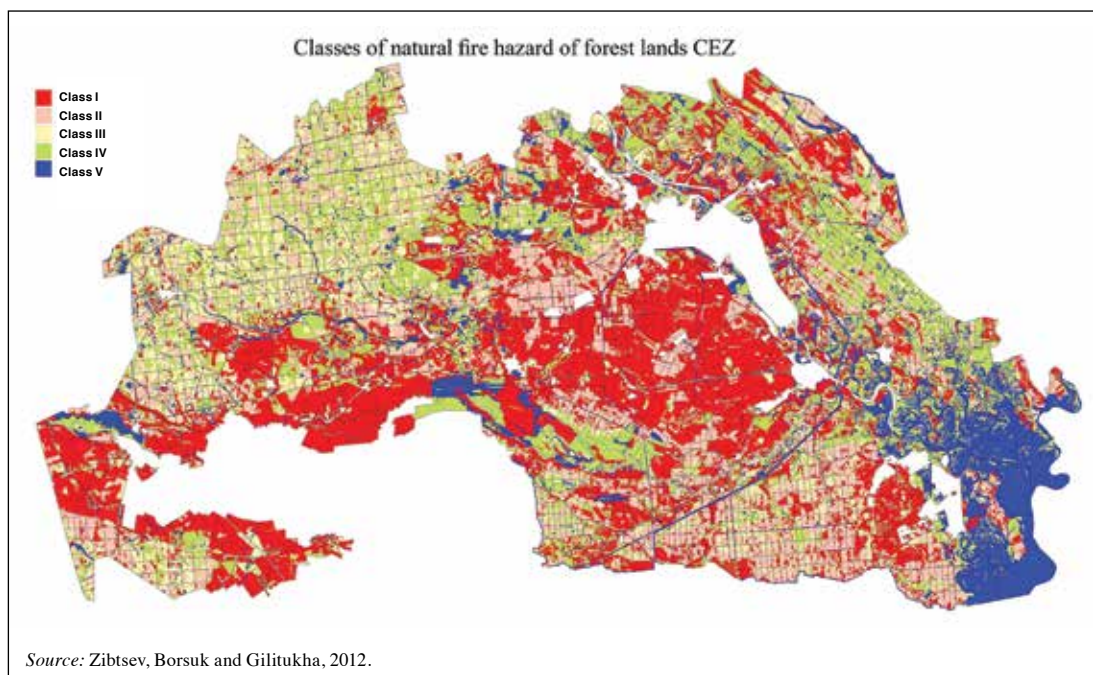 Classes of natural fire hazard of forest lands CEZ
Class I
Class II
Class III
Class IV
Class V
Source: Zibtsev, Borsuk and Gilitukha, 2012.